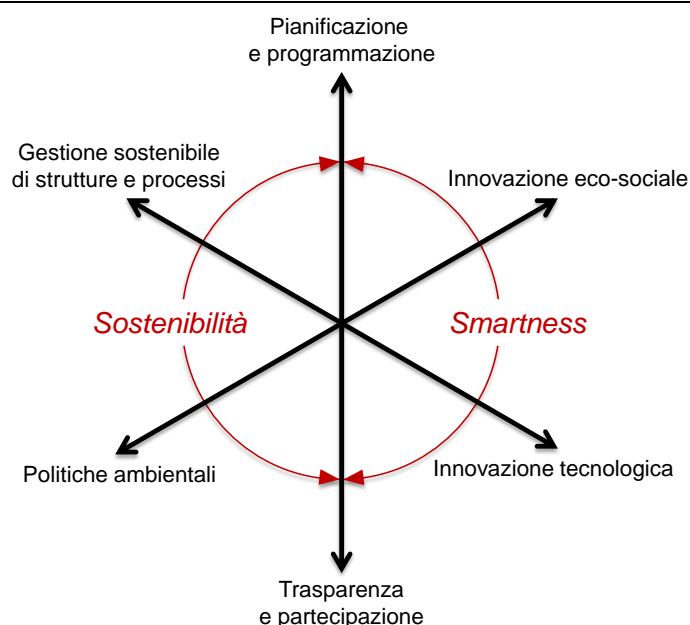 Pianificazione
e programmazione
Gestione sostenibile
di strutture e processi
Innovazione eco-sociale
Sostenibilità
Smartness
Politiche ambientali
Innovazione tecnologica
Trasparenza
e partecipazione